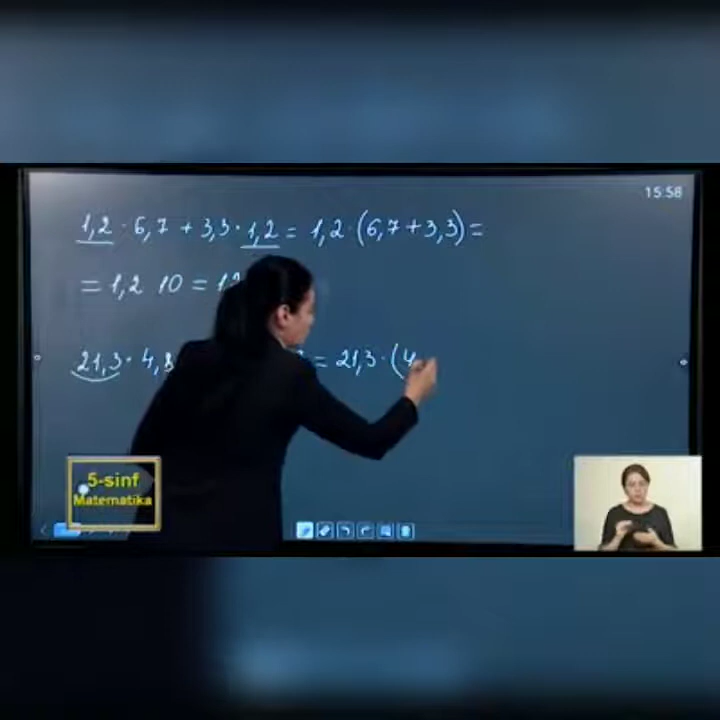 15:58
1,2 · 6,7 + 3,3 · 1,2 = 1,2 · (6,7 + 3,3) =
= 1,2 10 = 12
21,3 · 4,8 = 21,3 · (4
5-sinf
Matematika